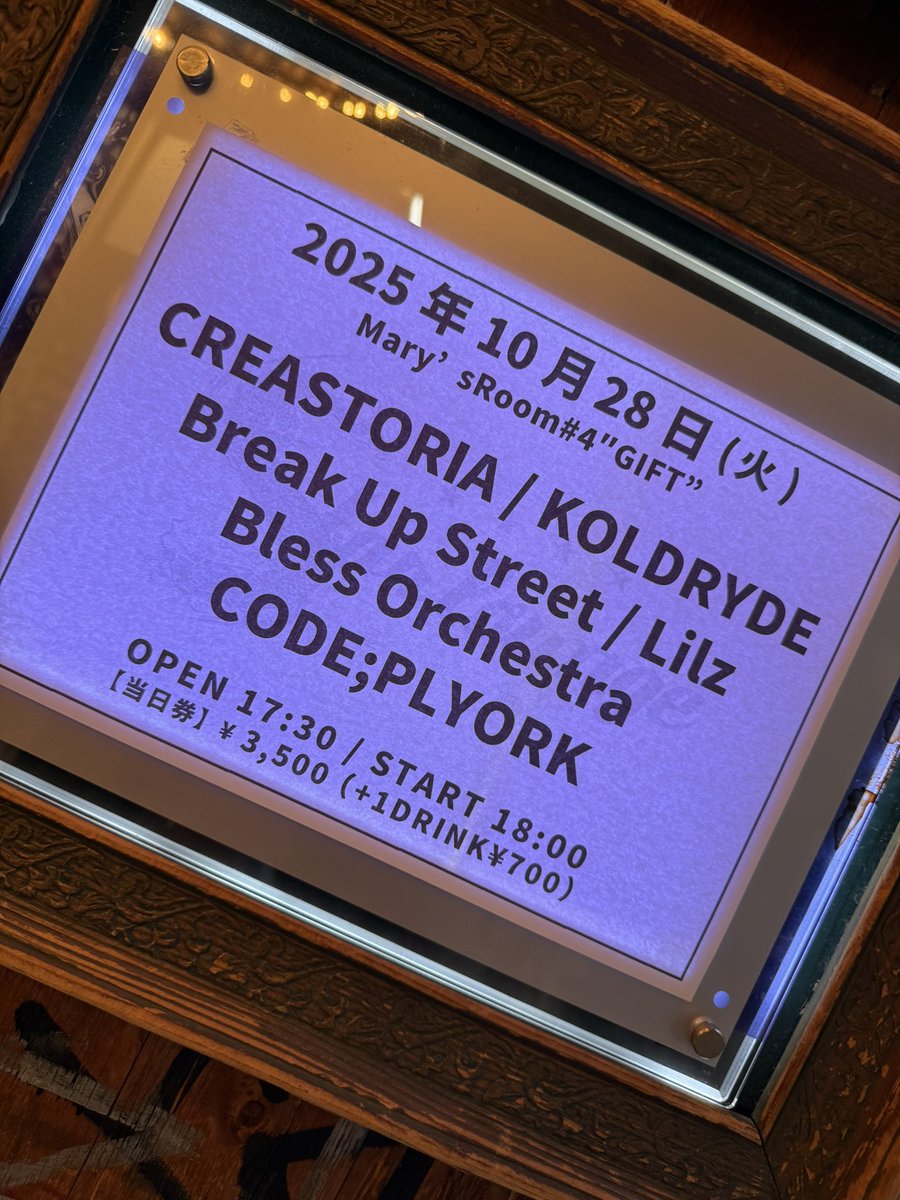 2025 年 10 月 28 日 (火)
Mary’ sRoom#4"GIFT”
CREASTORIA / KOLDRYDE
Break Up Street / Lilz
Bless Orchestra
CODE;PLYORK
OPEN 17:30 / START 18:00
【当日券】¥ 3,500 (+1DRINK¥700)